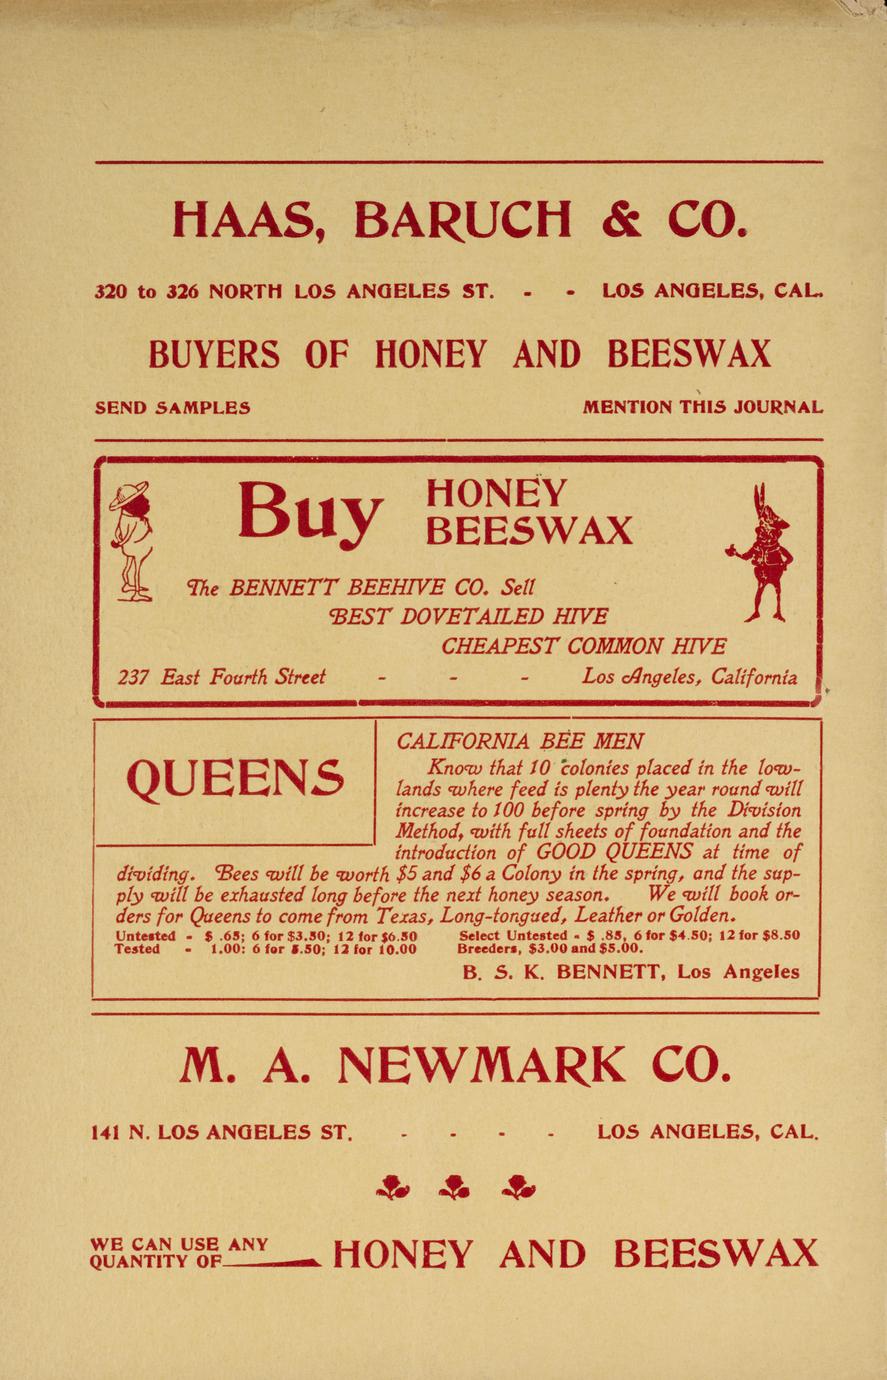 HAAS, BARUCH & CO.
320 to 326 NORTH LOS ANGELES ST. - - LOS ANGELES, CAL.
BUYERS OF HONEY AND BEESWAX
SEND SAMPLES MENTION THIS JOURNAL
Buy HONEY
BEESWAX
The BENNETT BEEHIVE CO. Sell
BEST DOVETAILED HIVE
CHEAPEST COMMON HIVE
237 East Fourth Street - - - Los Angeles, California
QUEENS
CALIFORNIA BEE MEN
Know that 10 colonies placed in the low-
lands where feed is plenty the year round will
increase to 100 before spring by the Division
Method, with full sheets of foundation and the
introduction of GOOD QUEENS at time of
dividing. Bees will be worth $5 and $6 a Colony in the spring, and the sup-
ply will be exhausted long before the next honey season. We will book or-
ders for Queens to come from Texas, Long-tongued, Leather or Golden.
Untested - $ .65; 6 for $3.50; 12 for $6.50 Select Untested - $ .85, 6 for $4.50; 12 for $8.50
Tested - 1.00: 6 for 5.50; 12 for 10.00 Breeders, $3.00 and $5.00.
B. S. K. BENNETT, Los Angeles
M. A. NEWMARK CO.
141 N. LOS ANGELES ST. - - - - LOS ANGELES, CAL.
WE CAN USE ANY
QUANTITY OF HONEY AND BEESWAX